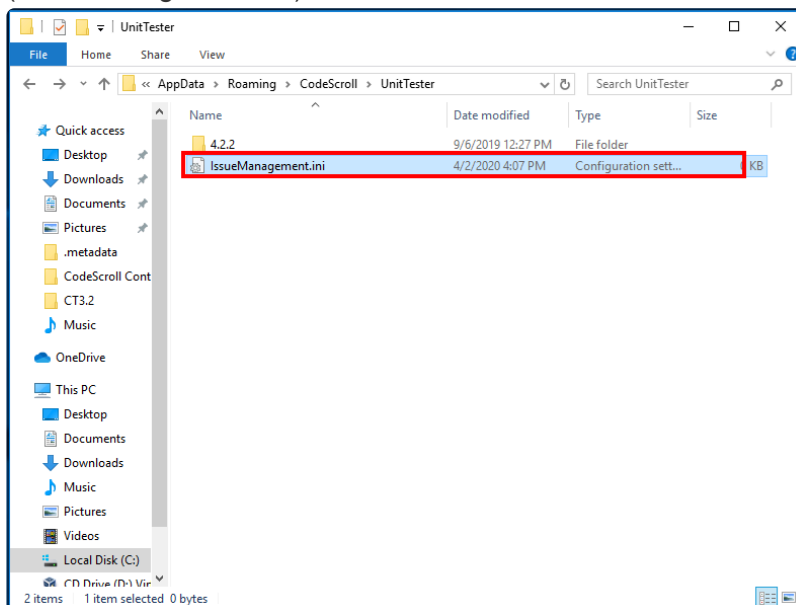 UnitTester
File Home Share View
« AppData > Roaming > CodeScroll > UnitTester
Search UnitTester
Name Date modified Type Size
Quick access
4.2.2 9/6/2019 12:27 PM File folder
Desktop
IssueManagement.ini 4/2/2020 4:07 PM Configuration sett... KB
Downloads
Documents
Pictures
.metadata
CodeScroll Cont
CT3.2
Music
OneDrive
This PC
Desktop
Documents
Downloads
Music
Pictures
Videos
Local Disk (C:)
CD Drive (D:) Vir
2 items 1 item selected 0 bytes